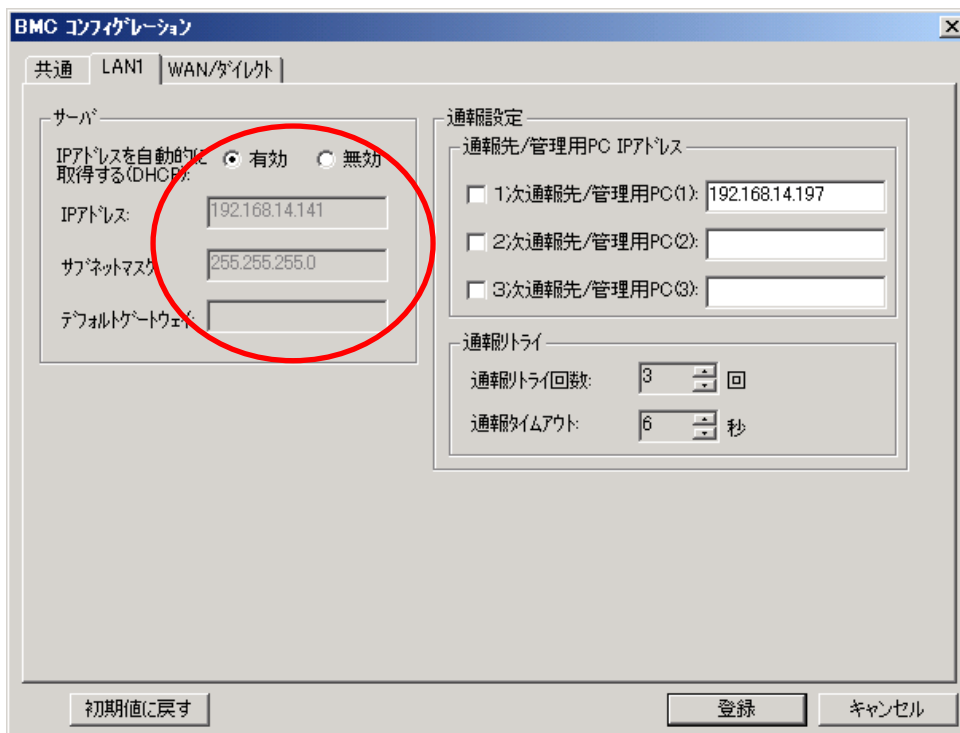 BMC コンフィグレーション
共通
LAN1
WAN/ダイレクト
サーバ
IPアドレスを自動的に
取得する(DHCP):
有効
無効
IPアドレス:
192.168.14.141
サブネットマスク
255.255.255.0
デフォルトゲートウェイ:
通報設定
通報先/管理用PC IPアドレス
1次通報先/管理用PC(1):
192.168.14.197
2次通報先/管理用PC(2):
3次通報先/管理用PC(3):
通報リトライ
通報リトライ回数:
3
回
通報タイムアウト:
6
秒
初期値に戻す
登録
キャンセル